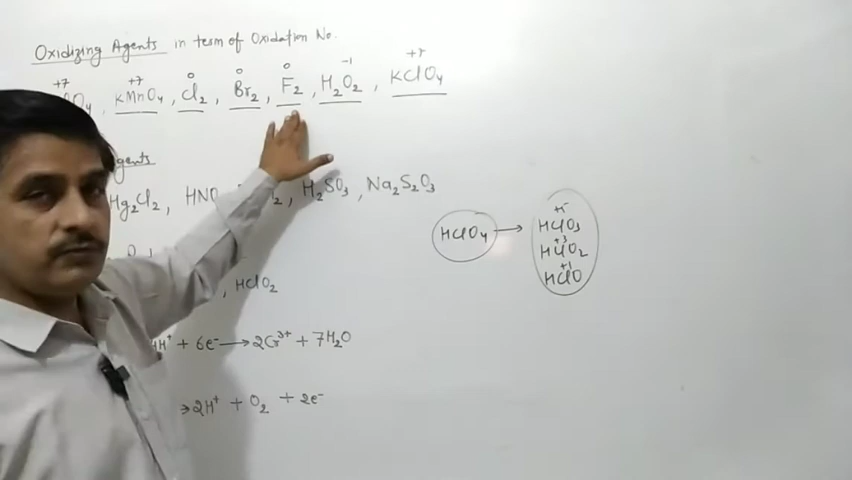 Oxidizing Agents in term of Oxidation No.
+7 +7 0 0 0 -1
O₄, KMnO₄, Cl₂, Br₂, F₂, H₂O₂, KClO₄
gents
Hg₂Cl₂, HNO 2, H₂SO₃, Na₂S₂O₃
HClO₄ → HClO₃
+3
HClO₂
+1
HClO
, HClO₂
H⁺ + 6e⁻ → 2Cr³⁺ + 7H₂O
→ 2H⁺ + O₂ + 2e⁻